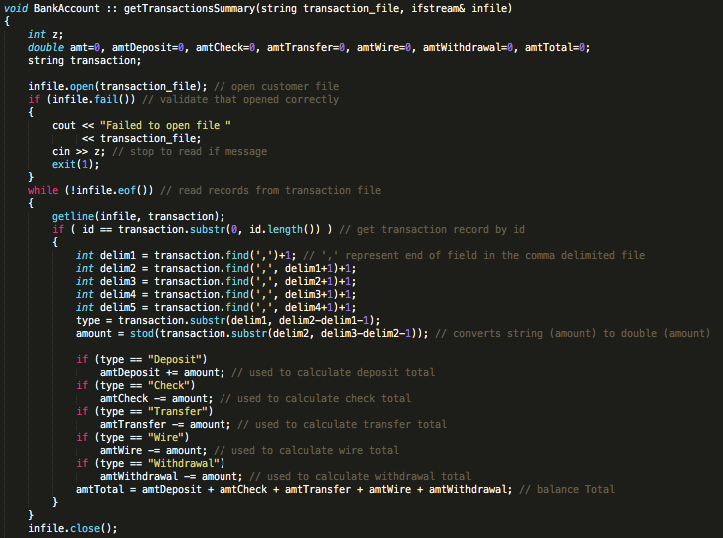 void BankAccount :: getTransactionsSummary(string transaction_file, ifstream& infile)
{
    int z;
    double amt=0, amtDeposit=0, amtCheck=0, amtTransfer=0, amtWire=0, amtWithdrawal=0, amtTotal=0;
    string transaction;

    infile.open(transaction_file); // open customer file
    if (infile.fail()) // validate that opened correctly
    {
        cout << "Failed to open file "
             << transaction_file;
        cin >> z; // stop to read if message
        exit(1);
    }
    while (!infile.eof()) // read records from transaction file
    {
        getline(infile, transaction);
        if ( id == transaction.substr(0, id.length()) ) // get transaction record by id
        {
            int delim1 = transaction.find(',')+1; // ',' represent end of field in the comma delimited file
            int delim2 = transaction.find(',', delim1+1)+1;
            int delim3 = transaction.find(',', delim2+1)+1;
            int delim4 = transaction.find(',', delim3+1)+1;
            int delim5 = transaction.find(',', delim4+1)+1;
            type = transaction.substr(delim1, delim2-delim1-1);
            amount = stod(transaction.substr(delim2, delim3-delim2-1)); // converts string (amount) to double (amount)

            if (type == "Deposit")
                amtDeposit += amount; // used to calculate deposit total
            if (type == "Check")
                amtCheck -= amount; // used to calculate check total
            if (type == "Transfer")
                amtTransfer -= amount; // used to calculate transfer total
            if (type == "Wire")
                amtWire -= amount; // used to calculate wire total
            if (type == "Withdrawal")
                amtWithdrawal -= amount; // used to calculate withdrawal total
            amtTotal = amtDeposit + amtCheck + amtTransfer + amtWire + amtWithdrawal; // balance Total
        }
    }
    infile.close();